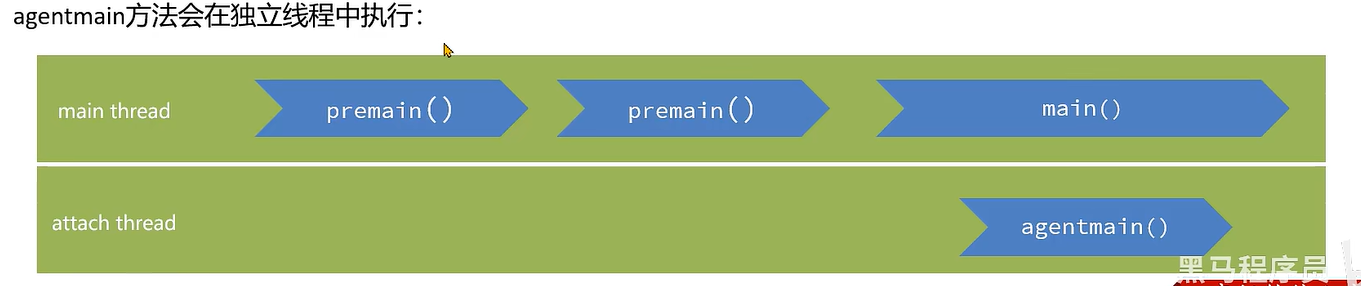 agentmain方法会在独立线程中执行：
main thread
premain()
premain()
main()
attach thread
agentmain()
黑马程序员